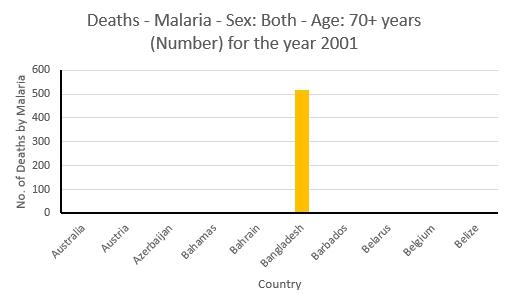 Deaths - Malaria - Sex: Both - Age: 70+ years
(Number) for the year 2001
No. of Deaths by Malaria
600
500
400
300
200
100
0
Australia
Austria
Azerbaijan
Bahamas
Bahrain
Bangladesh
Barbados
Belarus
Belgium
Belize
Country